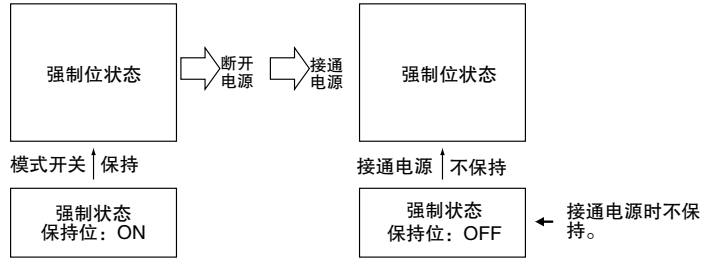 强制位状态
断开
电源
接通
电源
强制位状态
模式开关 保持
接通电源 不保持
强制状态
保持位：ON
强制状态
保持位：OFF
接通电源时不保
持。